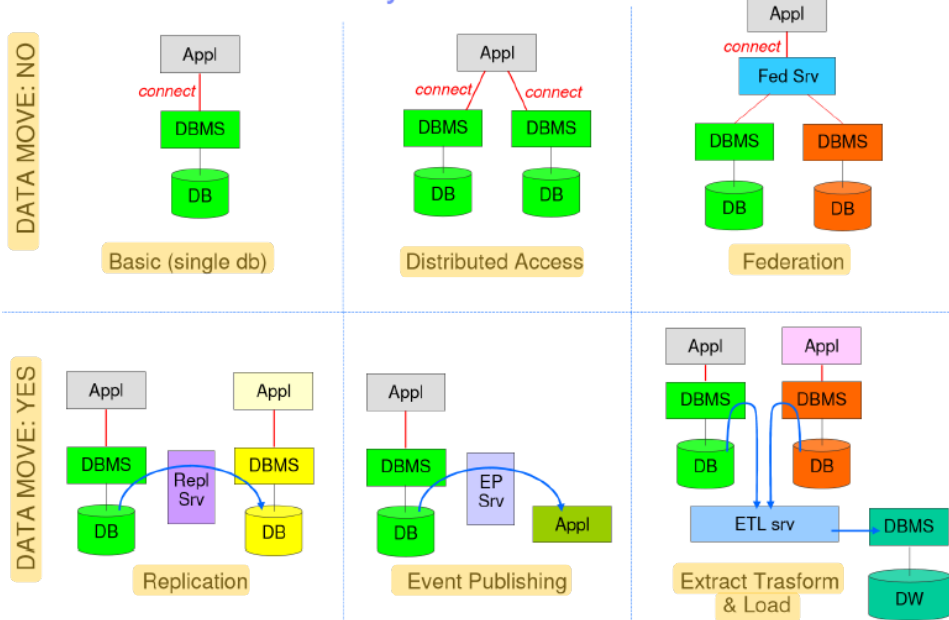 DATA MOVE: NO
Appl
connect
DBMS
DB
Basic (single db)
Appl
connect connect
DBMS DBMS
DB DB
Distributed Access
Appl
connect
Fed Srv
DBMS DBMS
DB DB
Federation
DATA MOVE: YES
Appl Appl
DBMS DBMS
Repl
Srv
DB DB
Replication
Appl
DBMS
EP
Srv
DB Appl
Event Publishing
Appl Appl
DBMS DBMS
DB DB
ETL srv DBMS
DW
Extract Trasform
& Load